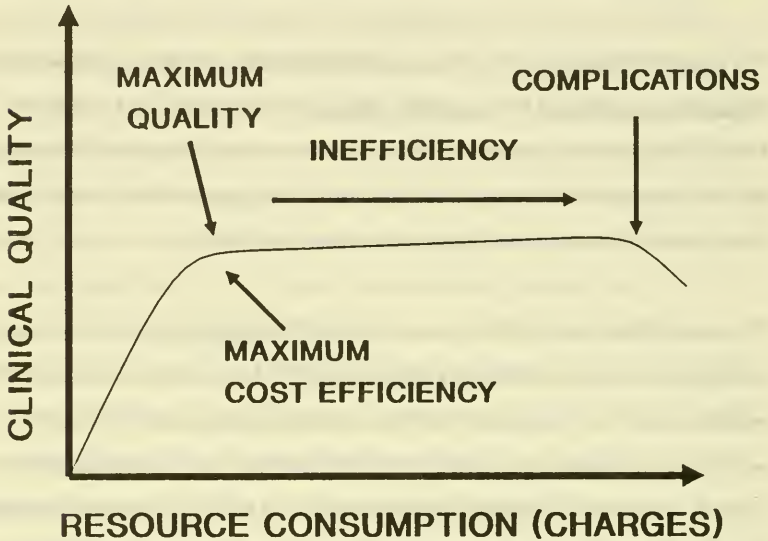 MAXIMUM
QUALITY
COMPLICATIONS
INEFFICIENCY
MAXIMUM
COST EFFICIENCY
CLINICAL QUALITY
RESOURCE CONSUMPTION (CHARGES)